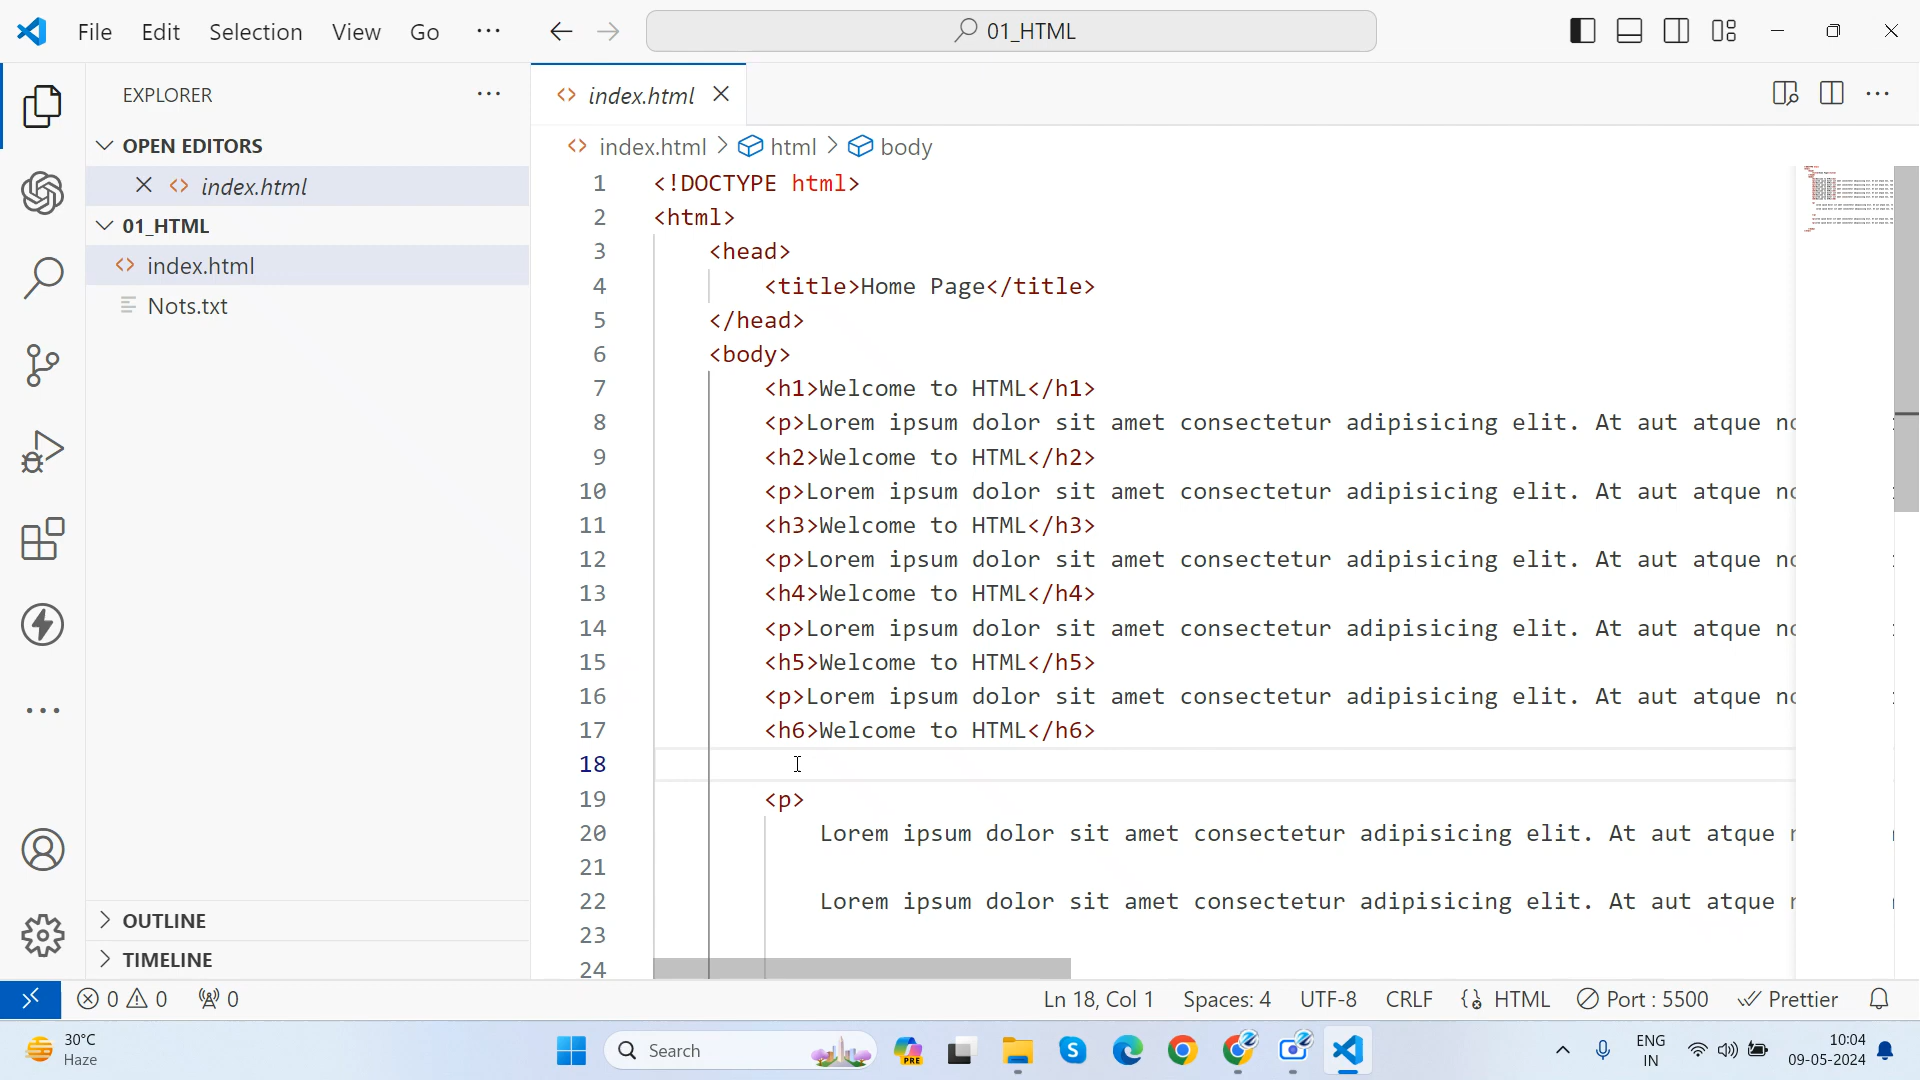 File Edit Selection View Go ··· 01_HTML
EXPLORER ···
OPEN EDITORS
index.html
01_HTML
index.html
Nots.txt
OUTLINE
TIMELINE
index.html
index.html > html > body
1 <!DOCTYPE html>
2 <html>
3 <head>
4 <title>Home Page</title>
5 </head>
6 <body>
7 <h1>Welcome to HTML</h1>
8 <p>Lorem ipsum dolor sit amet consectetur adipisicing elit. At aut atque
9 <h2>Welcome to HTML</h2>
10 <p>Lorem ipsum dolor sit amet consectetur adipisicing elit. At aut atque
11 <h3>Welcome to HTML</h3>
12 <p>Lorem ipsum dolor sit amet consectetur adipisicing elit. At aut atque
13 <h4>Welcome to HTML</h4>
14 <p>Lorem ipsum dolor sit amet consectetur adipisicing elit. At aut atque
15 <h5>Welcome to HTML</h5>
16 <p>Lorem ipsum dolor sit amet consectetur adipisicing elit. At aut atque
17 <h6>Welcome to HTML</h6>
18
19 <p>
20 Lorem ipsum dolor sit amet consectetur adipisicing elit. At aut atque
21
22 Lorem ipsum dolor sit amet consectetur adipisicing elit. At aut atque
23
24
0 0 0 Ln 18, Col 1 Spaces: 4 UTF-8 CRLF HTML Port : 5500 Prettier
30°C
Haze
Search
PRE
ENG
IN
10:04
09-05-2024